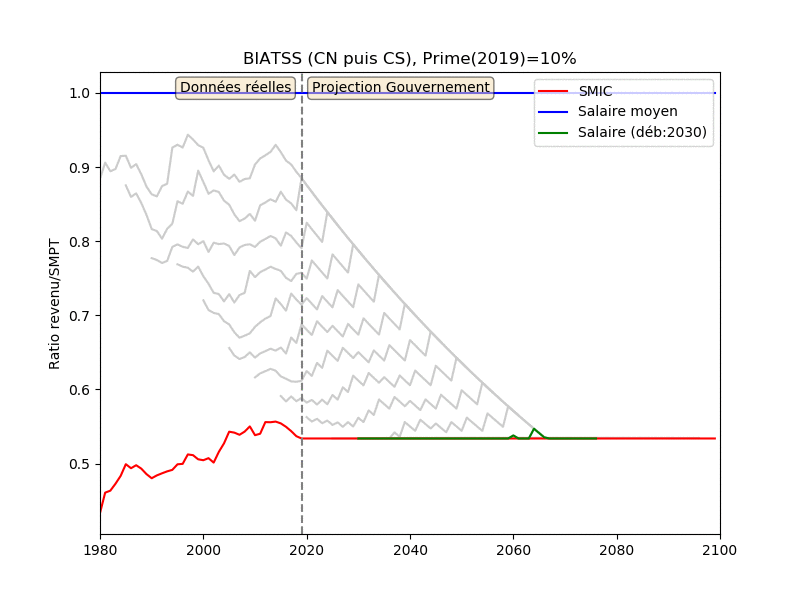 BIATSS (CN puis CS), Prime(2019)=10%
Données réelles
Projection Gouvernement
SMIC
Salaire moyen
Salaire (déb:2030)
Ratio revenu/SMPT
1.0
0.9
0.8
0.7
0.6
0.5
1980
2000
2020
2040
2060
2080
2100